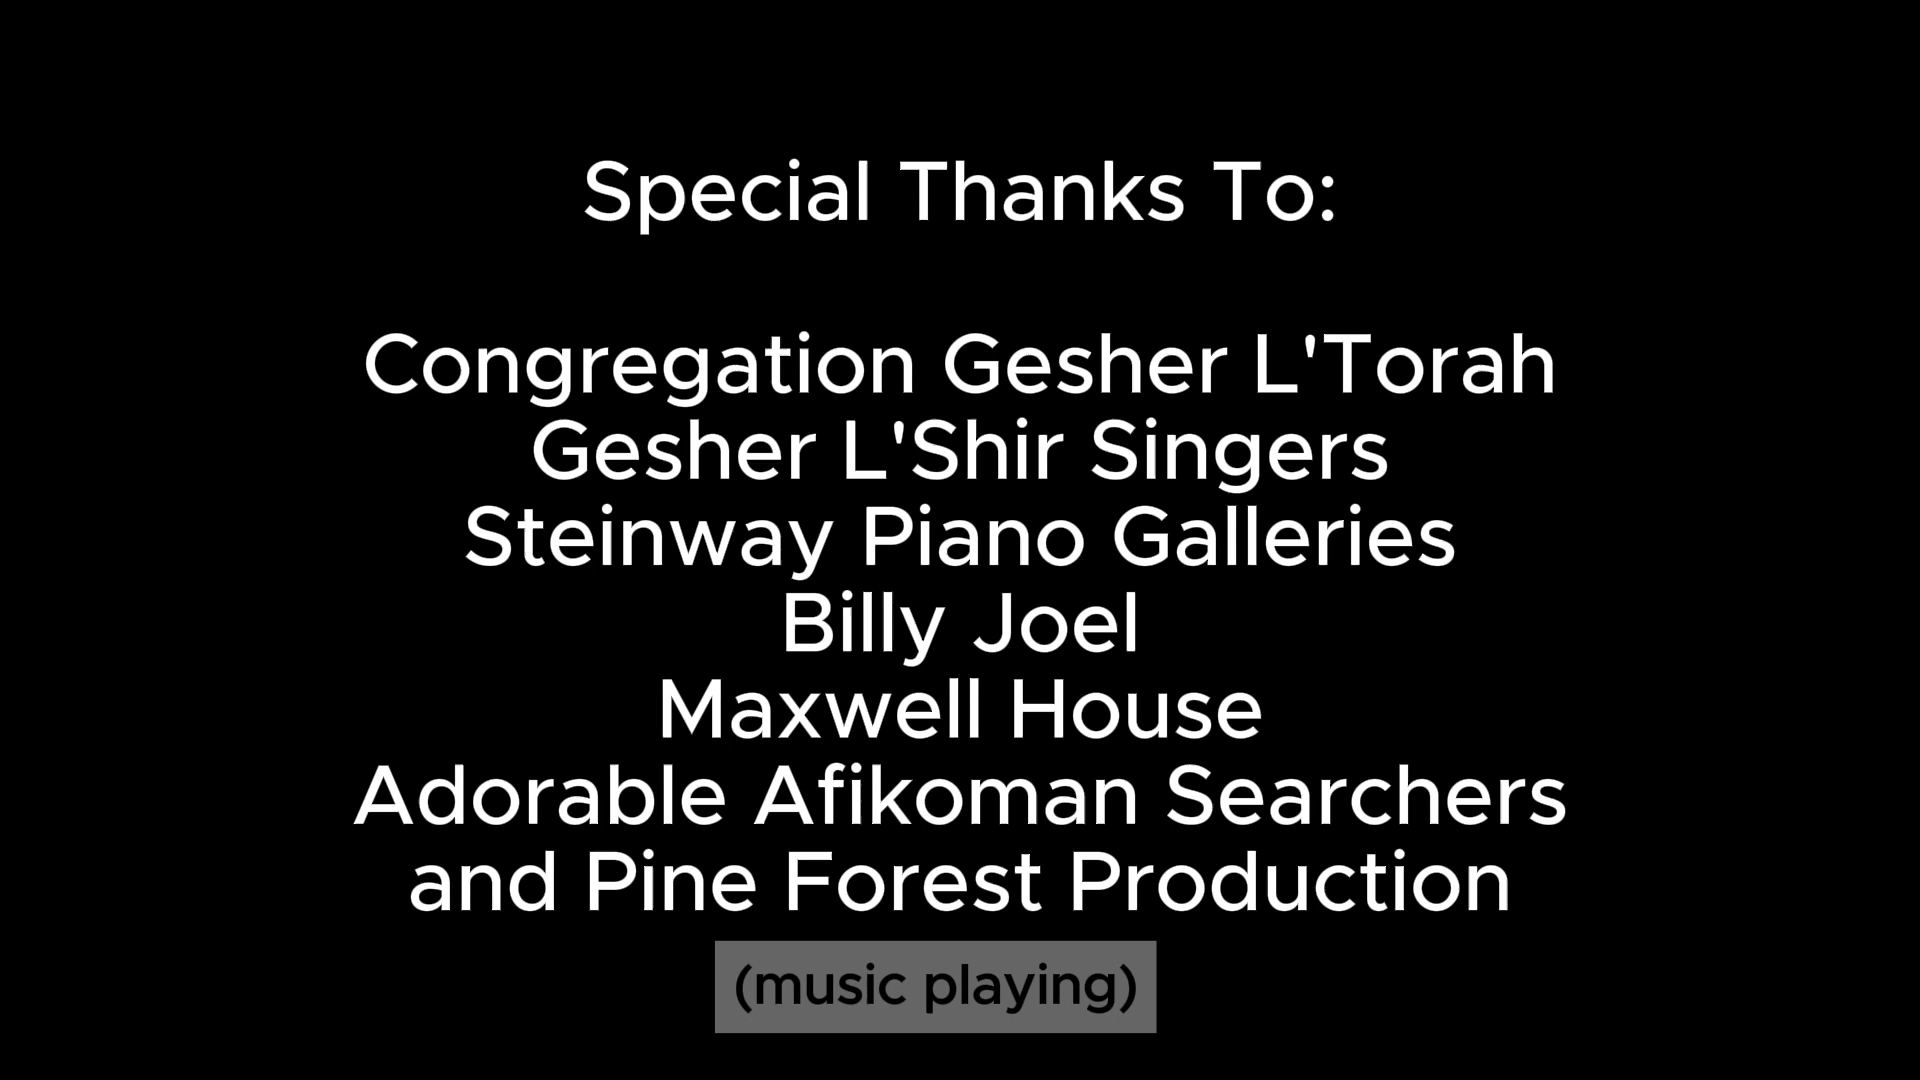 Special Thanks To:
Congregation Gesher L'Torah
Gesher L'Shir Singers
Steinway Piano Galleries
Billy Joel
Maxwell House
Adorable Afikoman Searchers
and Pine Forest Production
(music playing)